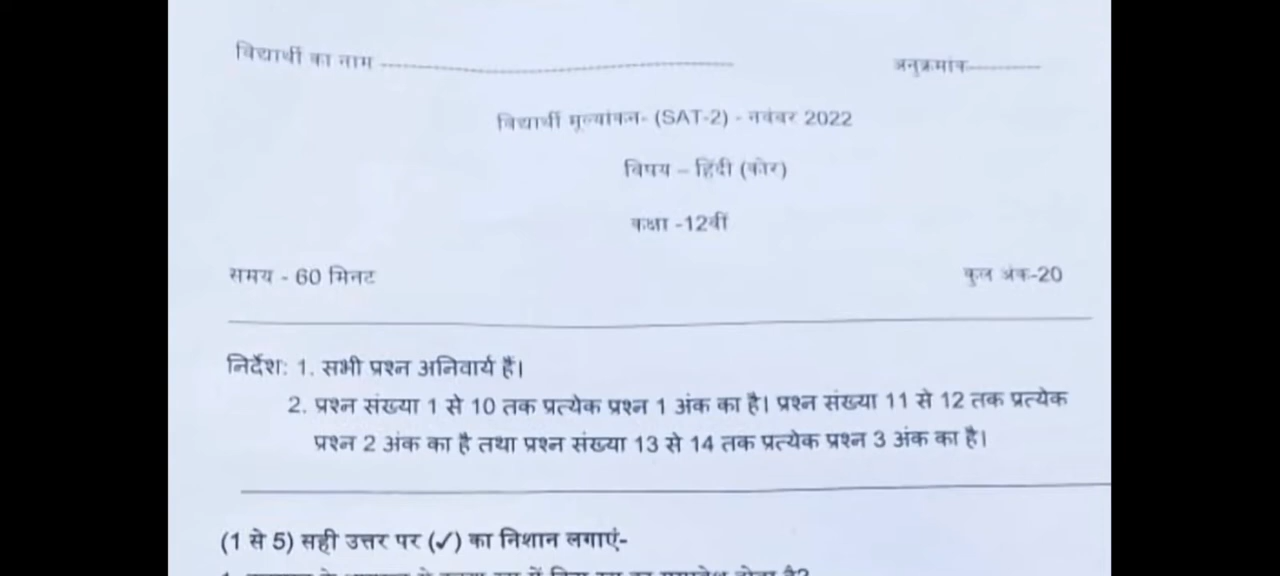 विद्यार्थी का नाम ------------------------------------------------
अनुक्रमांक------------
विद्यार्थी मूल्यांकन- (SAT-2) - नवंबर 2022
विषय – हिंदी (कोर)
कक्षा -12वीं
समय - 60 मिनट
कुल अंक-20
निर्देश: 1. सभी प्रश्न अनिवार्य हैं।
2. प्रश्न संख्या 1 से 10 तक प्रत्येक प्रश्न 1 अंक का है। प्रश्न संख्या 11 से 12 तक प्रत्येक
प्रश्न 2 अंक का है तथा प्रश्न संख्या 13 से 14 तक प्रत्येक प्रश्न 3 अंक का है।
(1 से 5) सही उत्तर पर (✓) का निशान लगाएं-